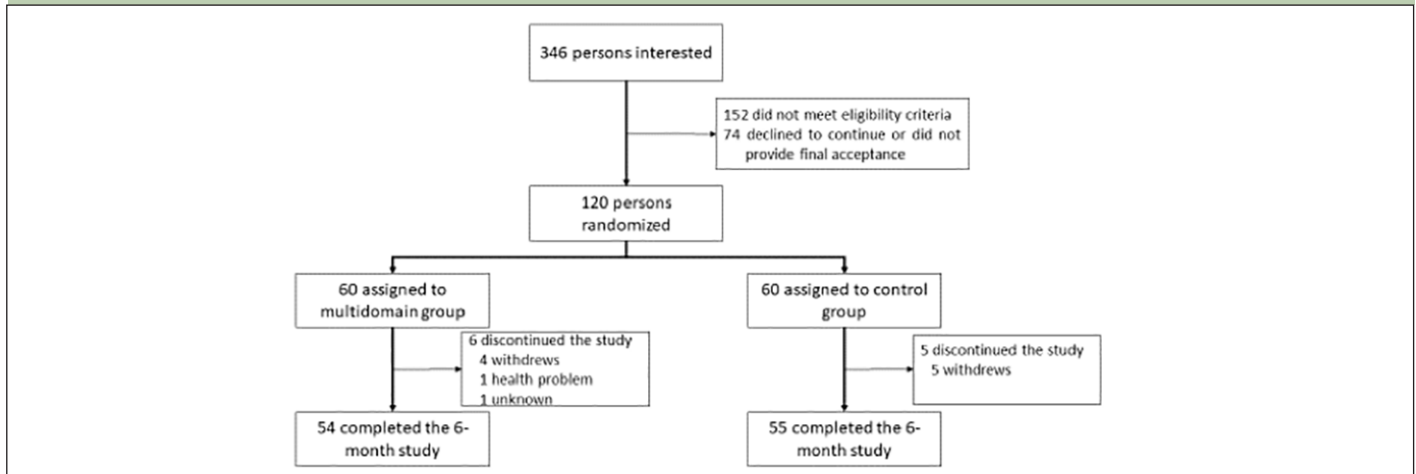 346 persons interested
152 did not meet eligibility criteria
74 declined to continue or did not
provide final acceptance
120 persons
randomized
60 assigned to
multidomain group
60 assigned to control
group
6 discontinued the study
4 withdrews
1 health problem
1 unknown
5 discontinued the study
5 withdrews
54 completed the 6-
month study
55 completed the 6-
month study